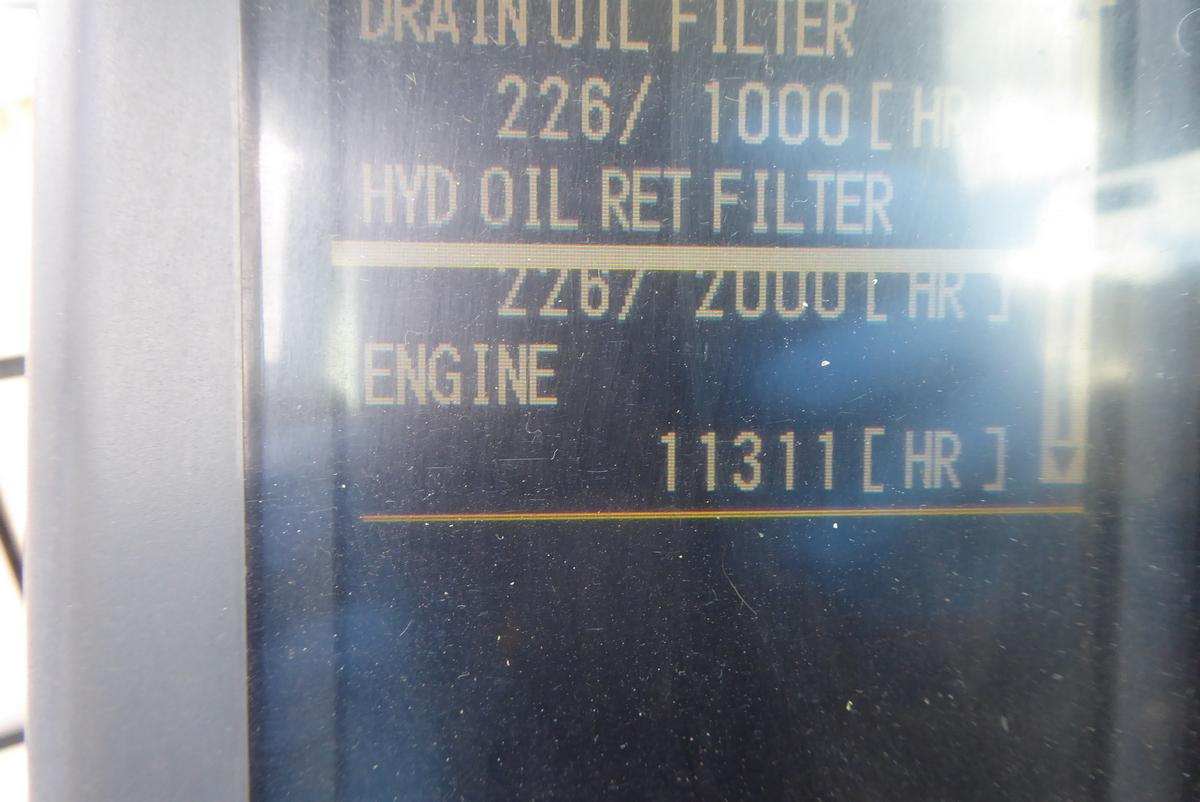 DRAIN OIL FILTER
226/ 1000 [ HR
HYD OIL RET FILTER
226/ 2000 [ HR ]
ENGINE
11311 [ HR ]